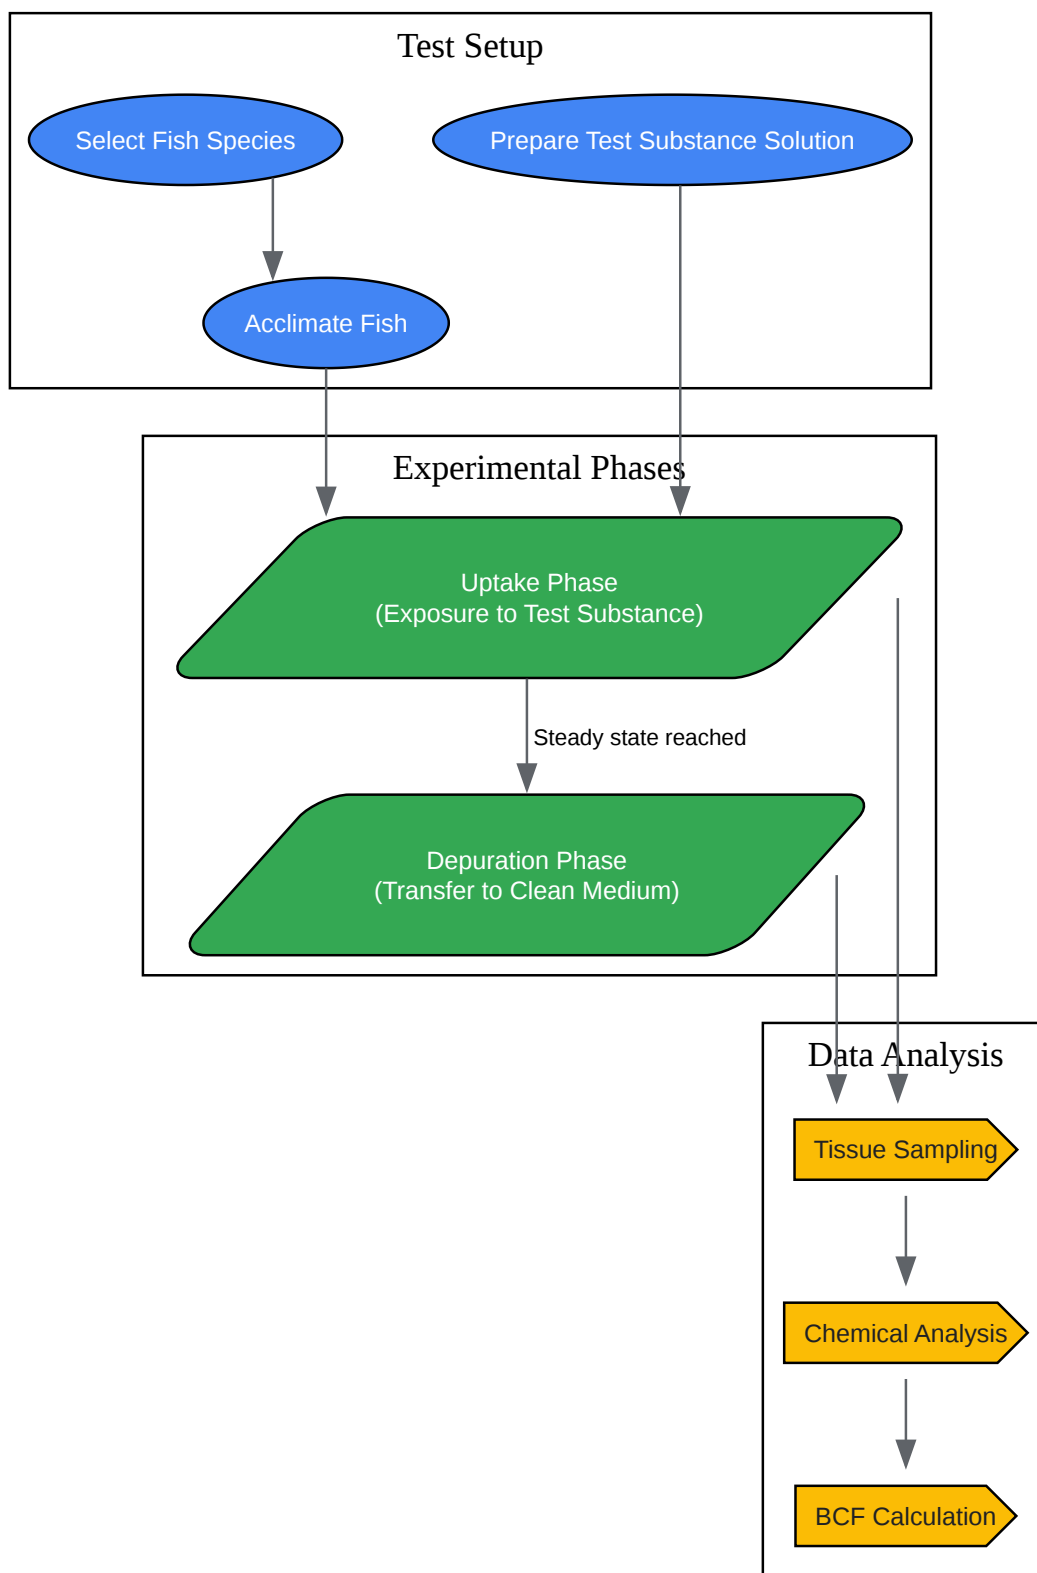 Test Setup
Select Fish Species
Prepare Test Substance Solution
Acclimate Fish
Experimental Phases
Uptake Phase
(Exposure to Test Substance)
Steady state reached
Depuration Phase
(Transfer to Clean Medium)
Data Analysis
Tissue Sampling
Chemical Analysis
BCF Calculation